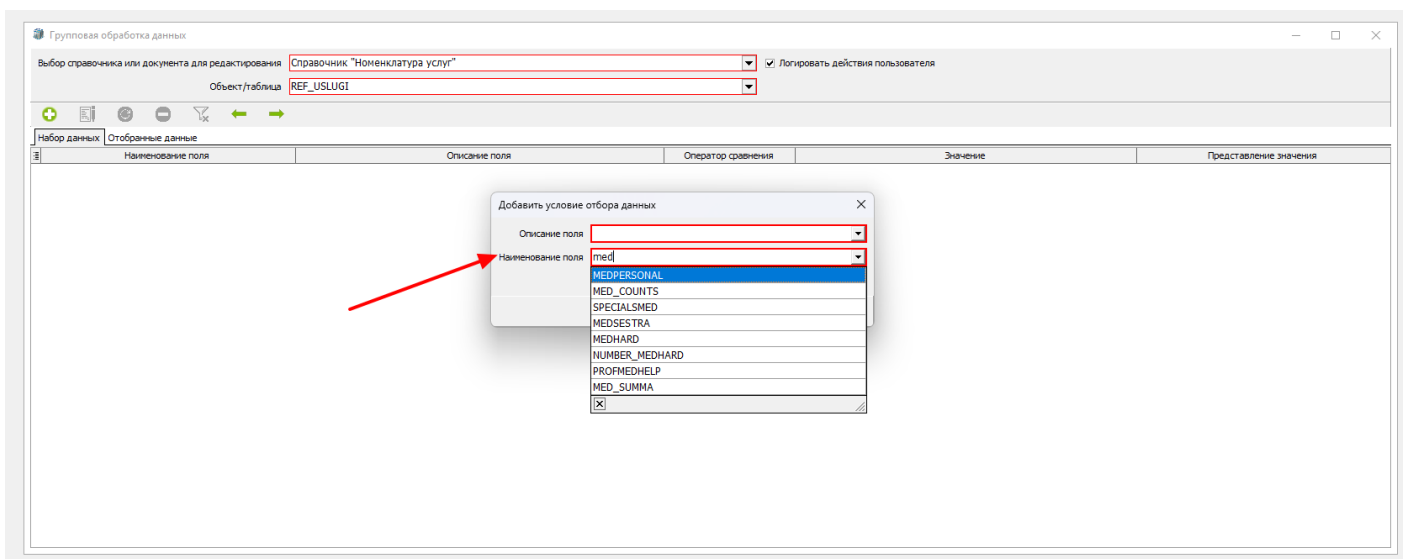 Групповая обработка данных
Выбор справочника или документа для редактирования Справочник "Номенклатура услуг" Логировать действия пользователя
Объект/таблица REF_USLUGI
Набор данных Отобранные данные
Наименование поля Описание поля Оператор сравнения Значение Представление значения
Добавить условие отбора данных
Описание поля
Наименование поля med
MEDPERSONAL
MED_COUNTS
SPECIALSMED
MEDSESTRA
MEDHARD
NUMBER_MEDHARD
PROFMEDHELP
MED_SUMMA